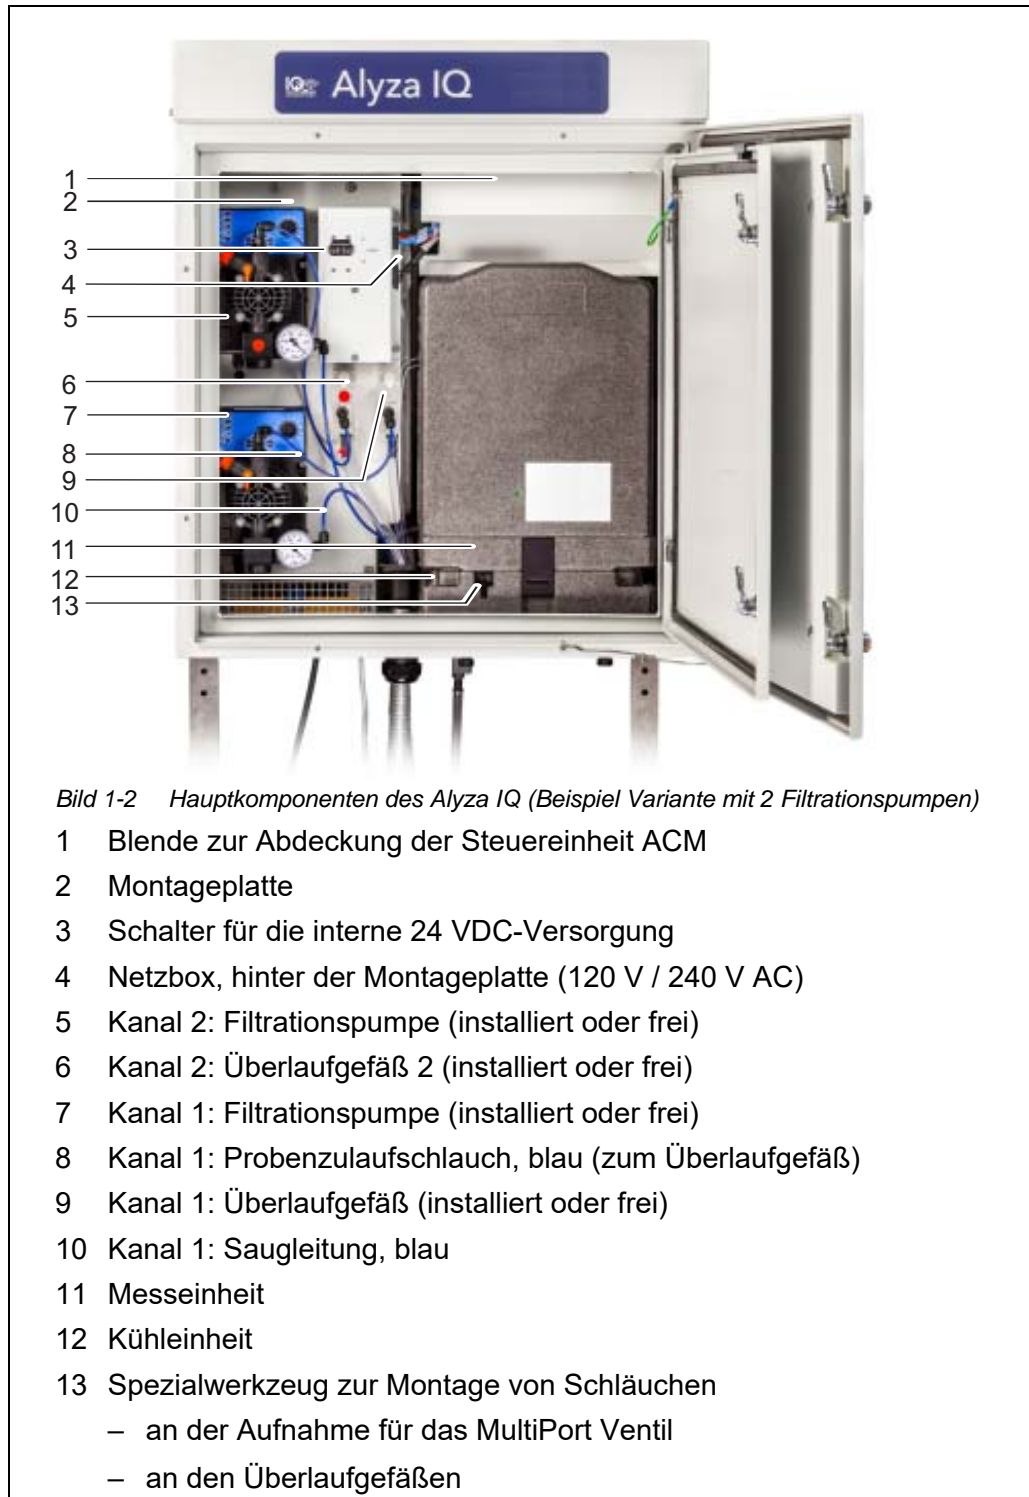 IQ Alyza IQ
1
2
3
4
5
6
7
8
9
10
11
12
13
Bild 1-2 Hauptkomponenten des Alyza IQ (Beispiel Variante mit 2 Filtrationspumpen)
1 Blende zur Abdeckung der Steuereinheit ACM
2 Montageplatte
3 Schalter für die interne 24 VDC-Versorgung
4 Netzbox, hinter der Montageplatte (120 V / 240 V AC)
5 Kanal 2: Filtrationspumpe (installiert oder frei)
6 Kanal 2: Überlaufgefäß 2 (installiert oder frei)
7 Kanal 1: Filtrationspumpe (installiert oder frei)
8 Kanal 1: Probenzulaufschlauch, blau (zum Überlaufgefäß)
9 Kanal 1: Überlaufgefäß (installiert oder frei)
10 Kanal 1: Saugleitung, blau
11 Messeinheit
12 Kühleinheit
13 Spezialwerkzeug zur Montage von Schläuchen
– an der Aufnahme für das MultiPort Ventil
– an den Überlaufgefäßen